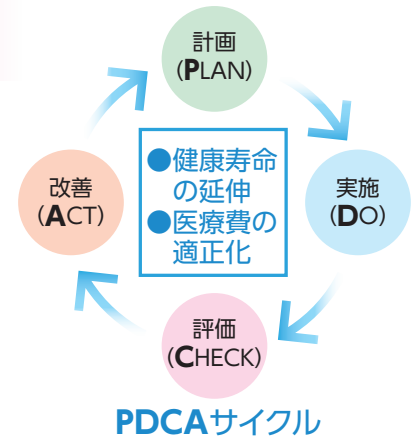 計画
(PLAN)
実施
(DO)
評価
(CHECK)
改善
(ACT)
●健康寿命
の延伸
●医療費の
適正化
PDCAサイクル